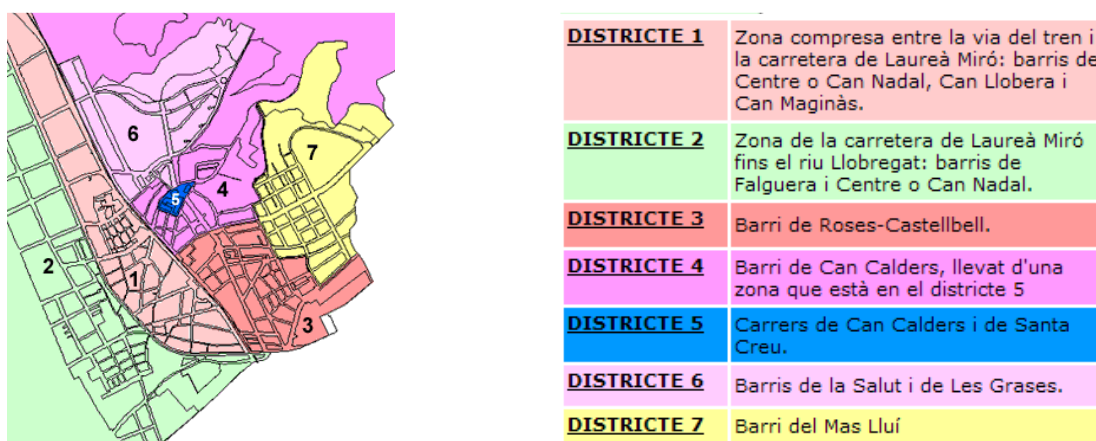 6
7
5
4
2
1
3
DISTRICTE 1
Zona compresa entre la via del tren i
la carretera de Laureà Miró: barris de
Centre o Can Nadal, Can Llobera i
Can Maginàs.
DISTRICTE 2
Zona de la carretera de Laureà Miró
fins el riu Llobregat: barris de
Falguera i Centre o Can Nadal.
DISTRICTE 3
Barri de Roses-Castellbell.
DISTRICTE 4
Barri de Can Calders, llevat d'una
zona que està en el districte 5
DISTRICTE 5
Carrers de Can Calders i de Santa
Creu.
DISTRICTE 6
Barris de la Salut i de Les Grases.
DISTRICTE 7
Barri del Mas Lluí